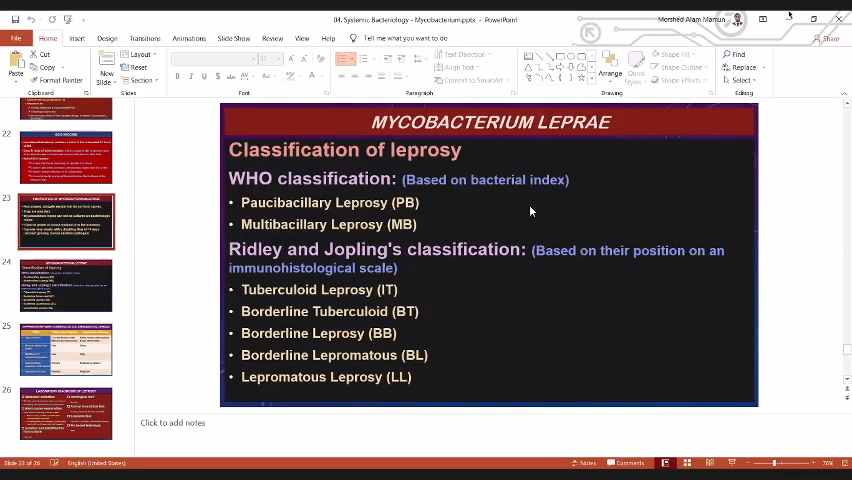 04. Systemic Bacteriology - Mycobacterium.pptx - PowerPoint
Morshed Alam Mamun
File Home Insert Design Transitions Animations Slide Show Review View Help Tell me what you want to do Share
Cut
Copy
Format Painter
Paste
Clipboard
New Slide
Layout
Reset
Section
Slides
Font
Text Direction
Align Text
Convert to SmartArt
Paragraph
Arrange
Quick Styles
Shape Fill
Shape Outline
Shape Effects
Drawing
Find
Replace
Select
Editing
22
23
24
25
26
MYCOBACTERIUM LEPRAE
Classification of leprosy
WHO classification: (Based on bacterial index)
• Paucibacillary Leprosy (PB)
• Multibacillary Leprosy (MB)
Ridley and Jopling's classification: (Based on their position on an
immunohistological scale)
• Tuberculoid Leprosy (IT)
• Borderline Tuberculoid (BT)
• Borderline Leprosy (BB)
• Borderline Lepromatous (BL)
• Lepromatous Leprosy (LL)
Click to add notes
English (United States)
Notes
Comments
76%